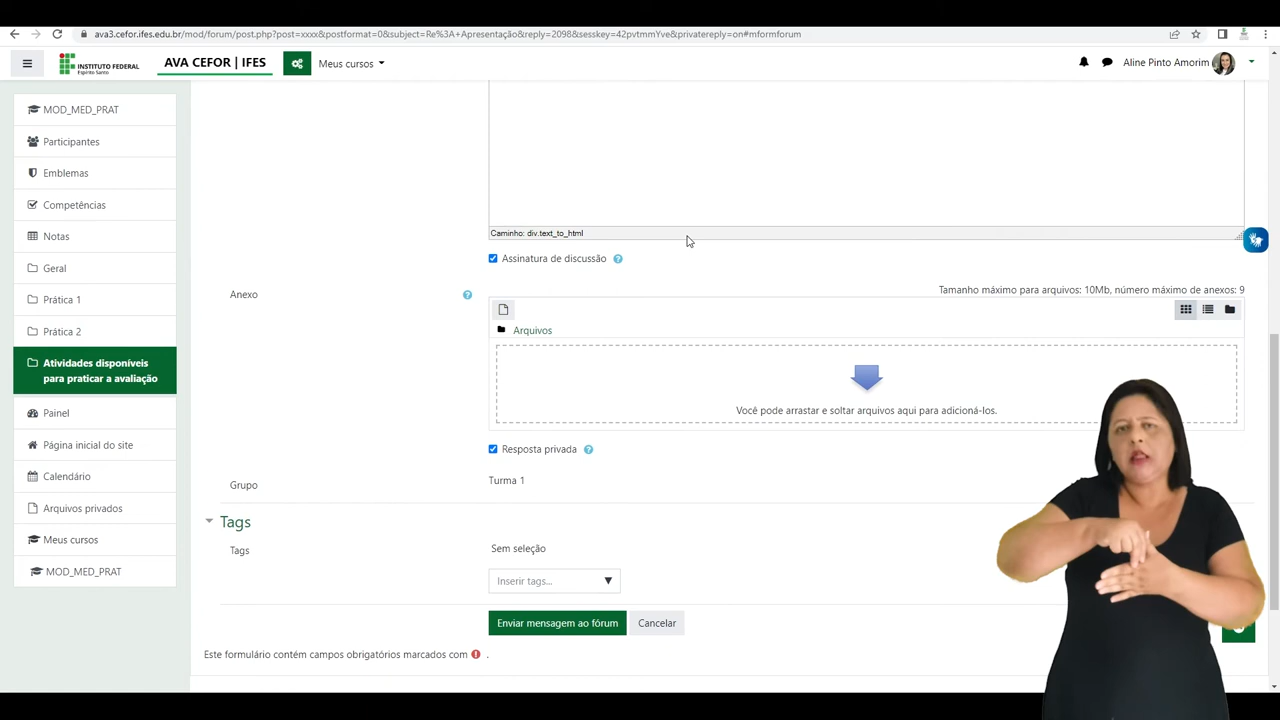 ava3.cefor.ifes.edu.br/mod/forum/post.php?post=xxxx&postformat=0&subject=Re%3A+Apresentação&reply=2098&sesskey=42pvtmmYve&privatereply=on#mformforum
INSTITUTO FEDERAL
Espírito Santo
AVA CEFOR | IFES
Meus cursos
Aline Pinto Amorim
MOD_MED_PRAT
Participantes
Emblemas
Competências
Notas
Geral
Prática 1
Prática 2
Atividades disponíveis
para praticar a avaliação
Painel
Página inicial do site
Calendário
Arquivos privados
Meus cursos
MOD_MED_PRAT
Caminho: div.text_to_html
Assinatura de discussão
Anexo
Tamanho máximo para arquivos: 10Mb, número máximo de anexos: 9
Arquivos
Você pode arrastar e soltar arquivos aqui para adicioná-los.
Resposta privada
Grupo
Turma 1
Tags
Tags
Sem seleção
Inserir tags...
Enviar mensagem ao fórum
Cancelar
Este formulário contém campos obrigatórios marcados com .